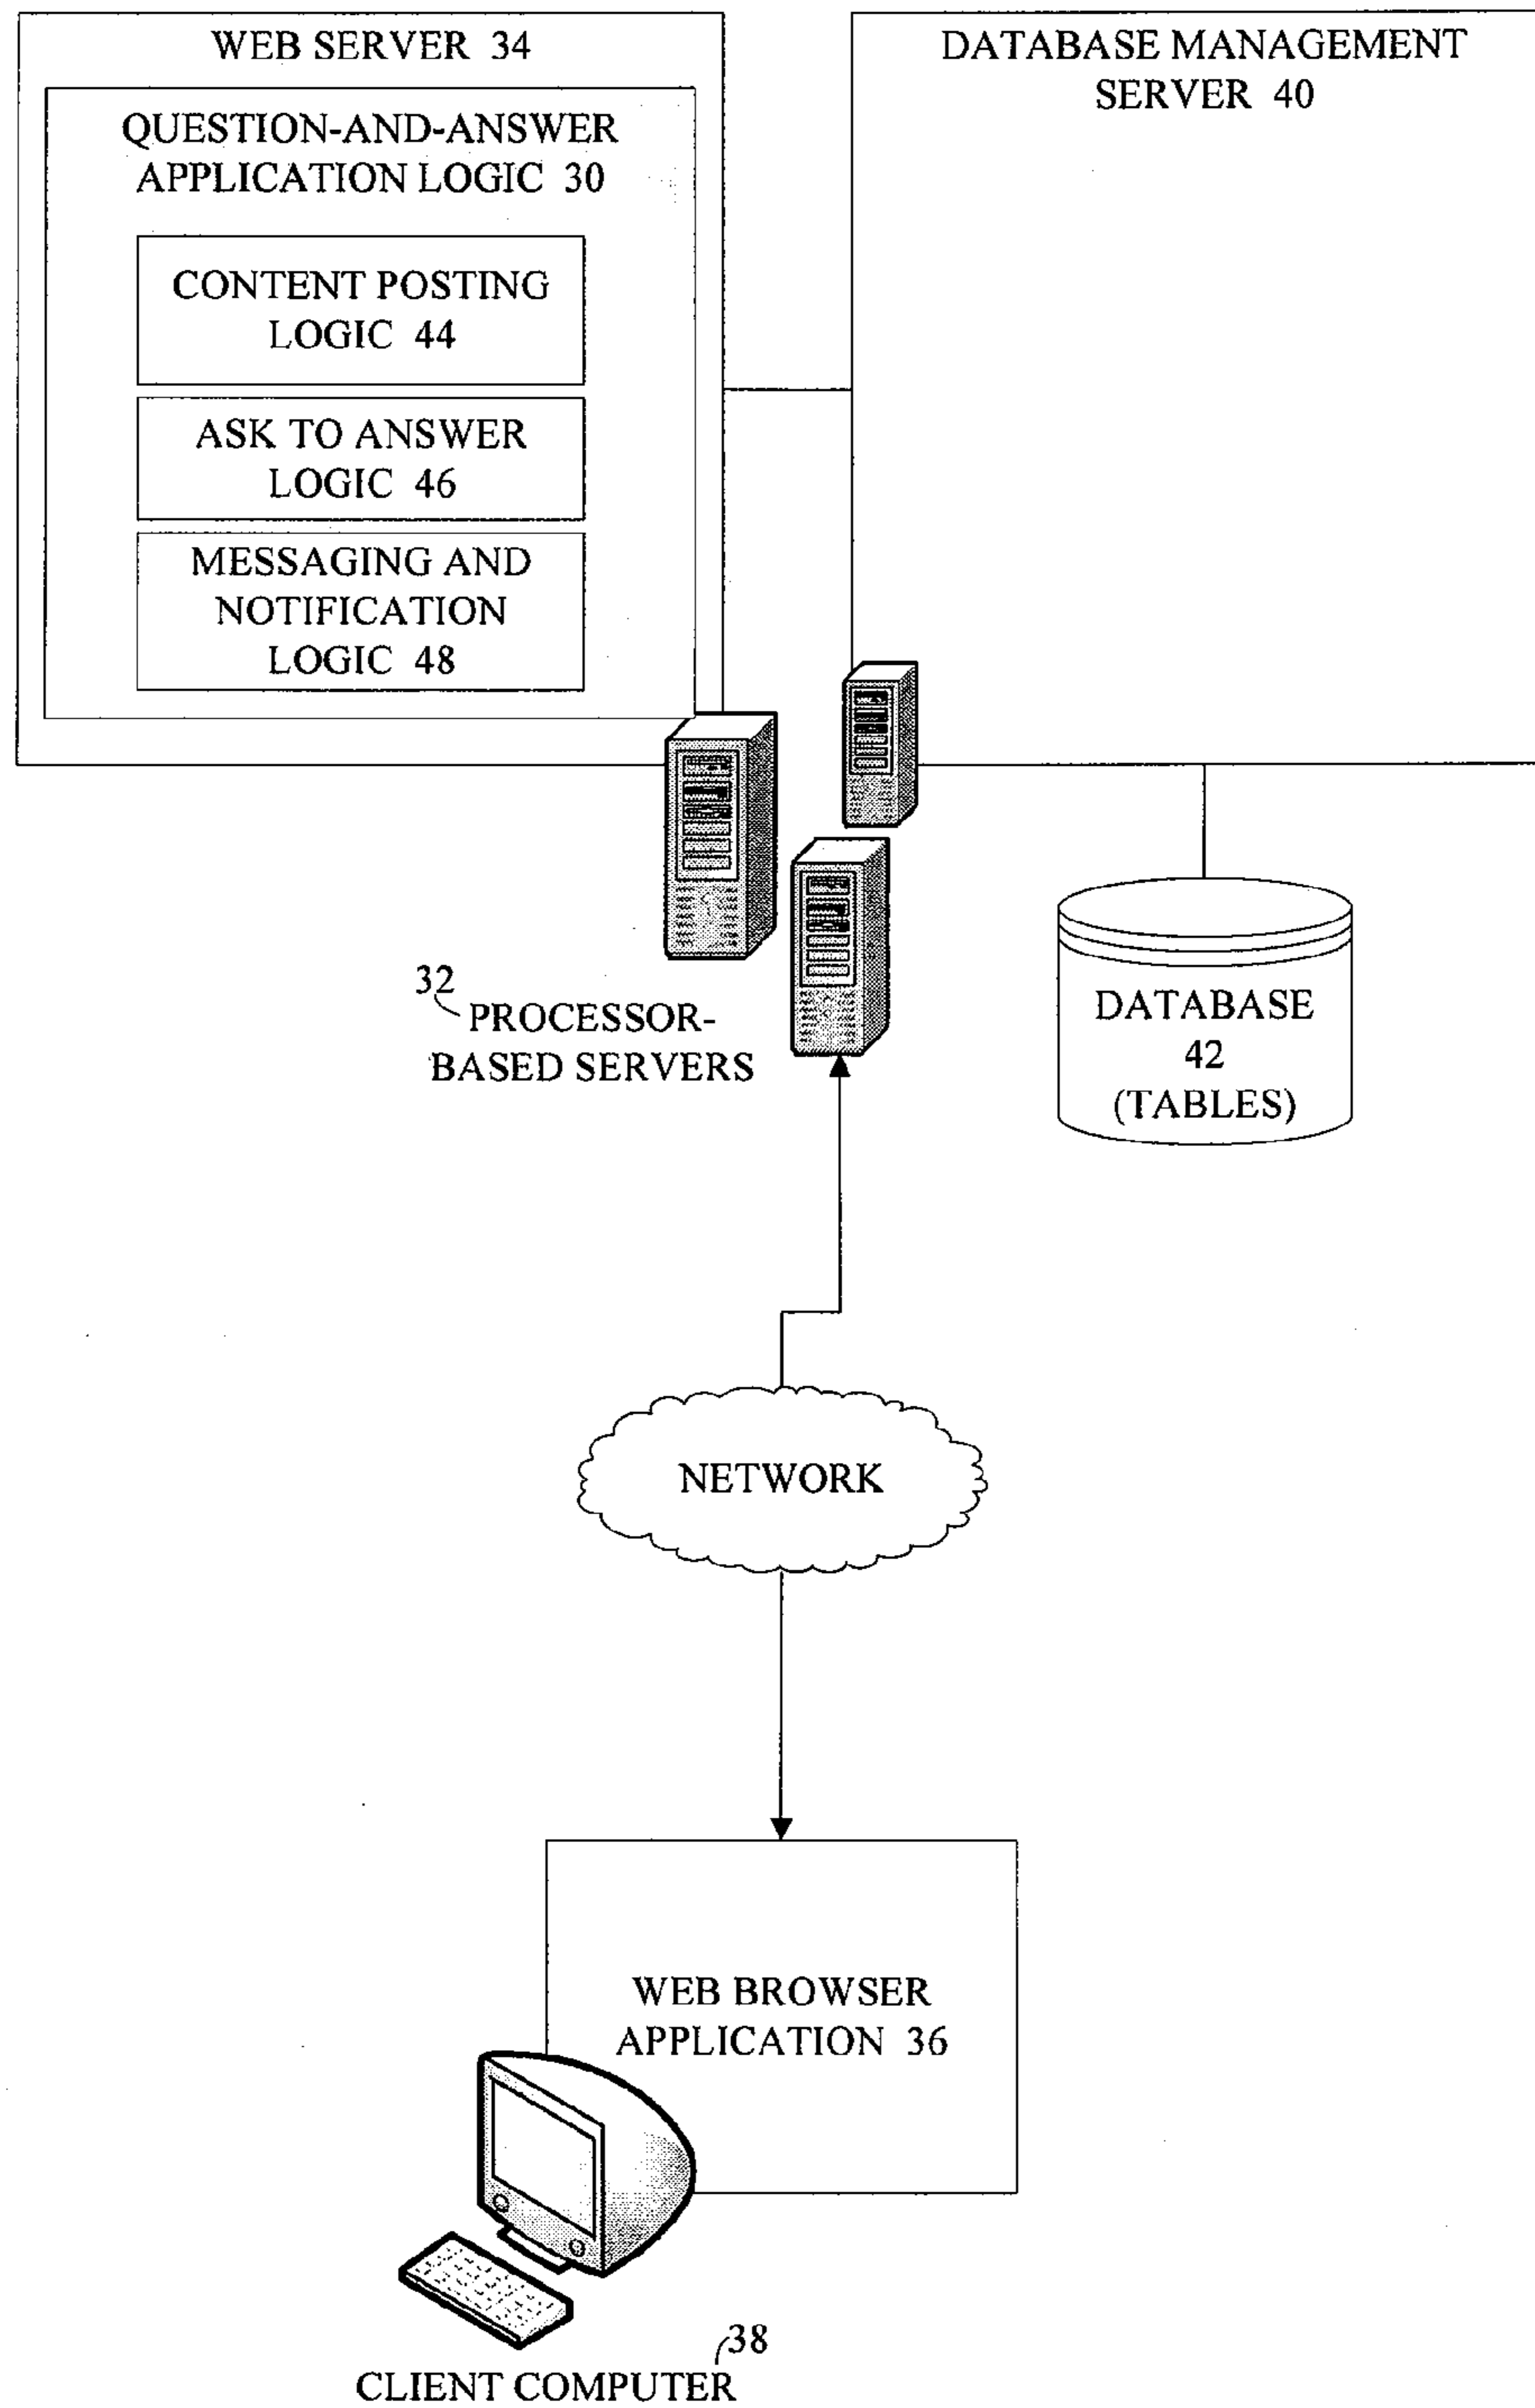 WEB SERVER 34
QUESTION-AND-ANSWER
APPLICATION LOGIC 30
CONTENT POSTING
LOGIC 44
ASK TO ANSWER
LOGIC 46
MESSAGING AND
NOTIFICATION
LOGIC 48
DATABASE MANAGEMENT
SERVER 40
32
PROCESSOR-
BASED SERVERS
DATABASE
42
(TABLES)
NETWORK
WEB BROWSER
APPLICATION 36
38
CLIENT COMPUTER